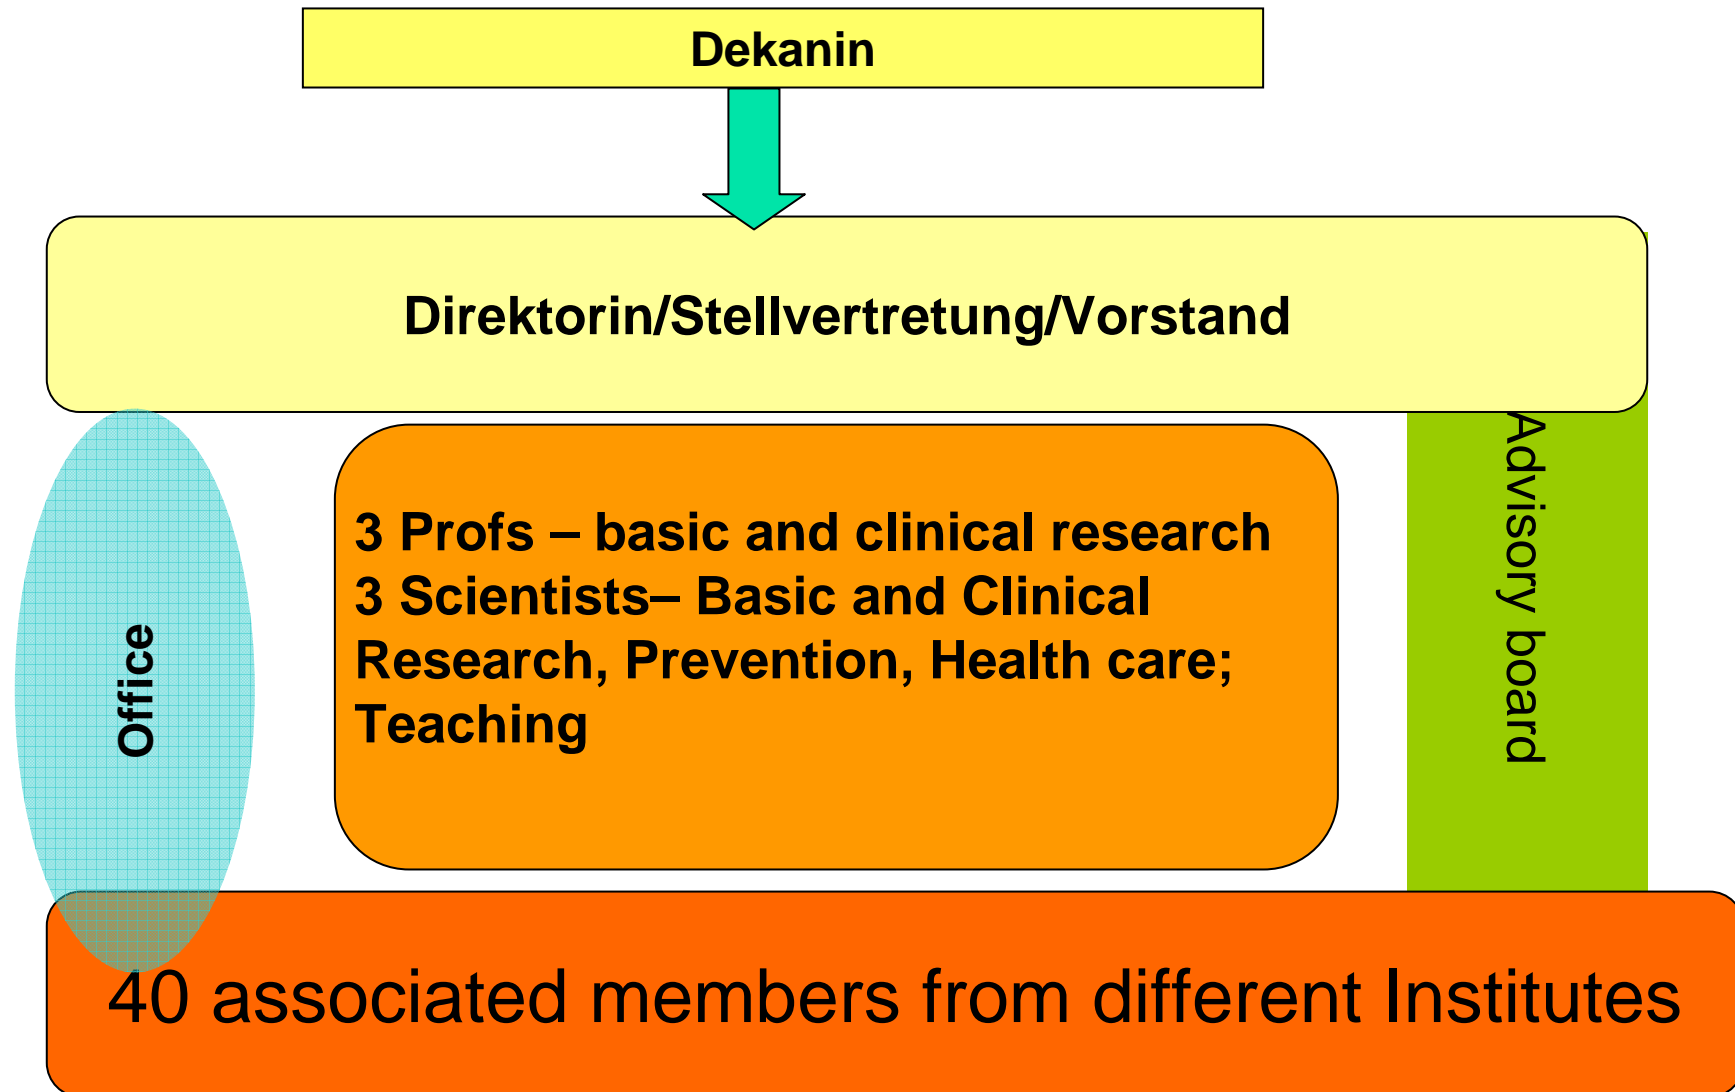 Dekanin
Direktorin/Stellvertretung/Vorstand
3 Profs – basic and clinical research
3 Scientists– Basic and Clinical
Research, Prevention, Health care;
Teaching
Office
Advisory board
40 associated members from different Institutes